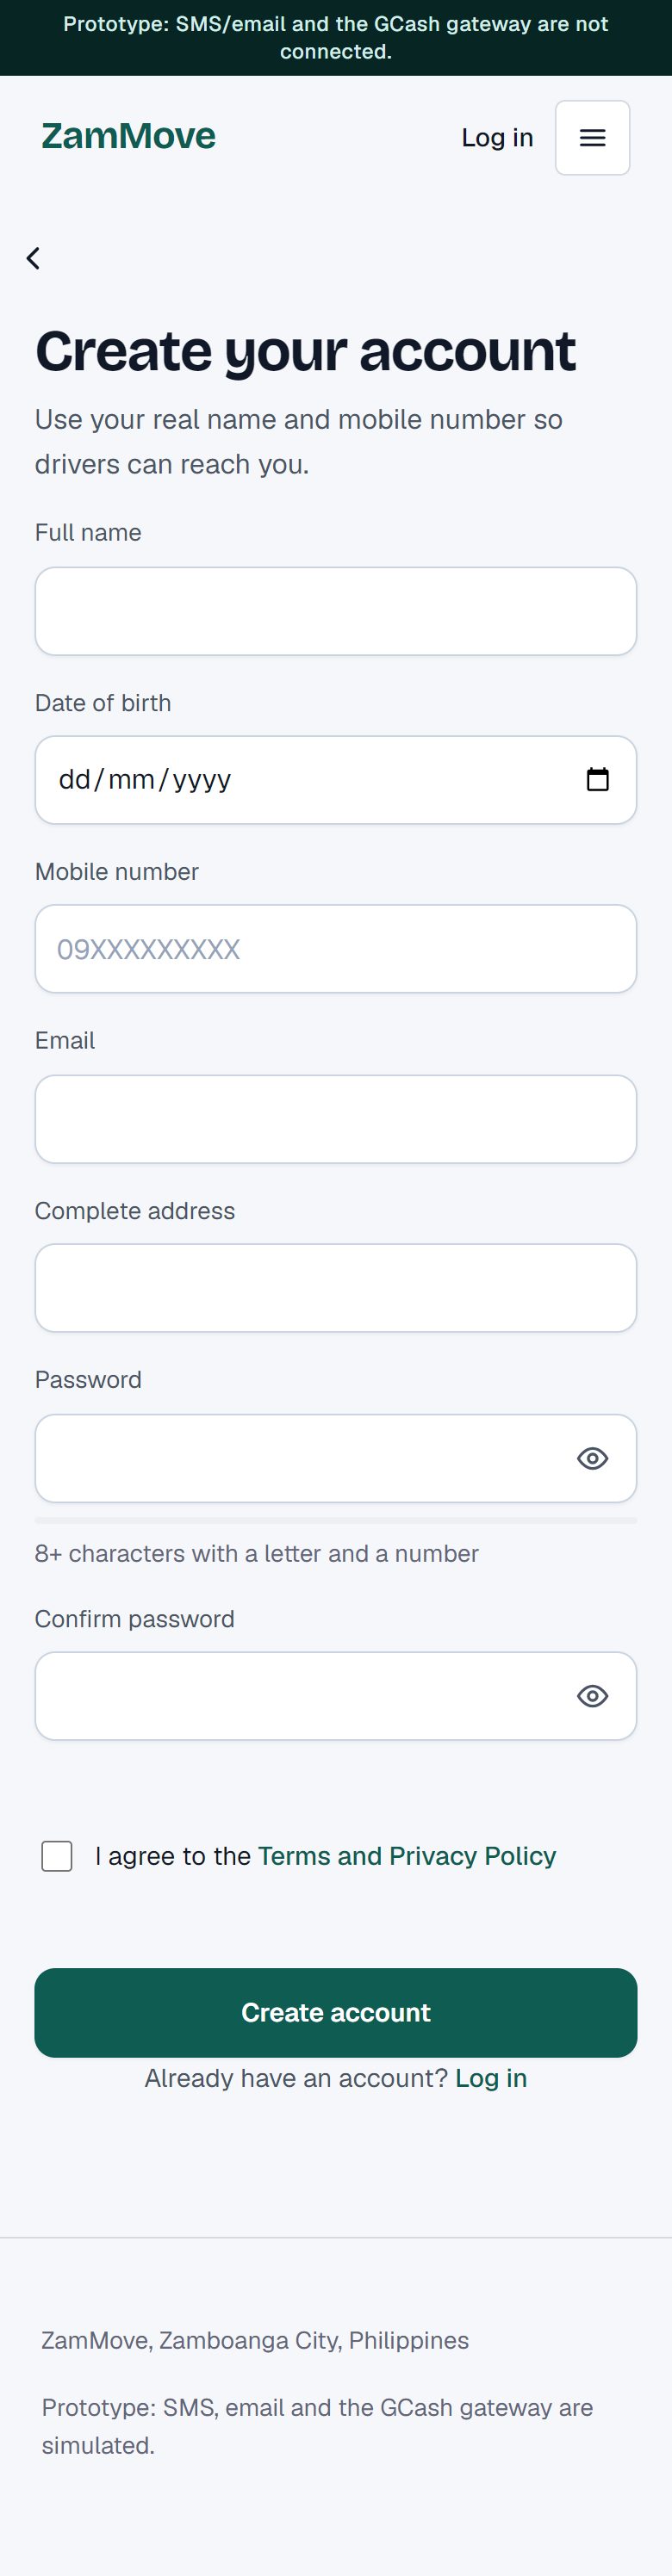 Prototype: SMS/email and the GCash gateway are not
connected.
ZamMove
Log in
Create your account
Use your real name and mobile number so
drivers can reach you.
Full name
Date of birth
dd/mm/yyyy
Mobile number
09XXXXXXXXX
Email
Complete address
Password
8+ characters with a letter and a number
Confirm password
I agree to the Terms and Privacy Policy
Create account
Already have an account? Log in
ZamMove, Zamboanga City, Philippines
Prototype: SMS, email and the GCash gateway are
simulated.